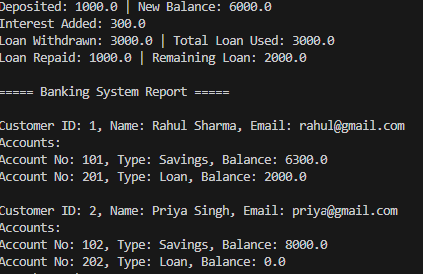 Deposited: 1000.0 | New Balance: 6000.0
Interest Added: 300.0
Loan Withdrawn: 3000.0 | Total Loan Used: 3000.0
Loan Repaid: 1000.0 | Remaining Loan: 2000.0
===== Banking System Report =====
Customer ID: 1, Name: Rahul Sharma, Email: rahul@gmail.com
Accounts:
Account No: 101, Type: Savings, Balance: 6300.0
Account No: 201, Type: Loan, Balance: 2000.0
Customer ID: 2, Name: Priya Singh, Email: priya@gmail.com
Accounts:
Account No: 102, Type: Savings, Balance: 8000.0
Account No: 202, Type: Loan, Balance: 0.0